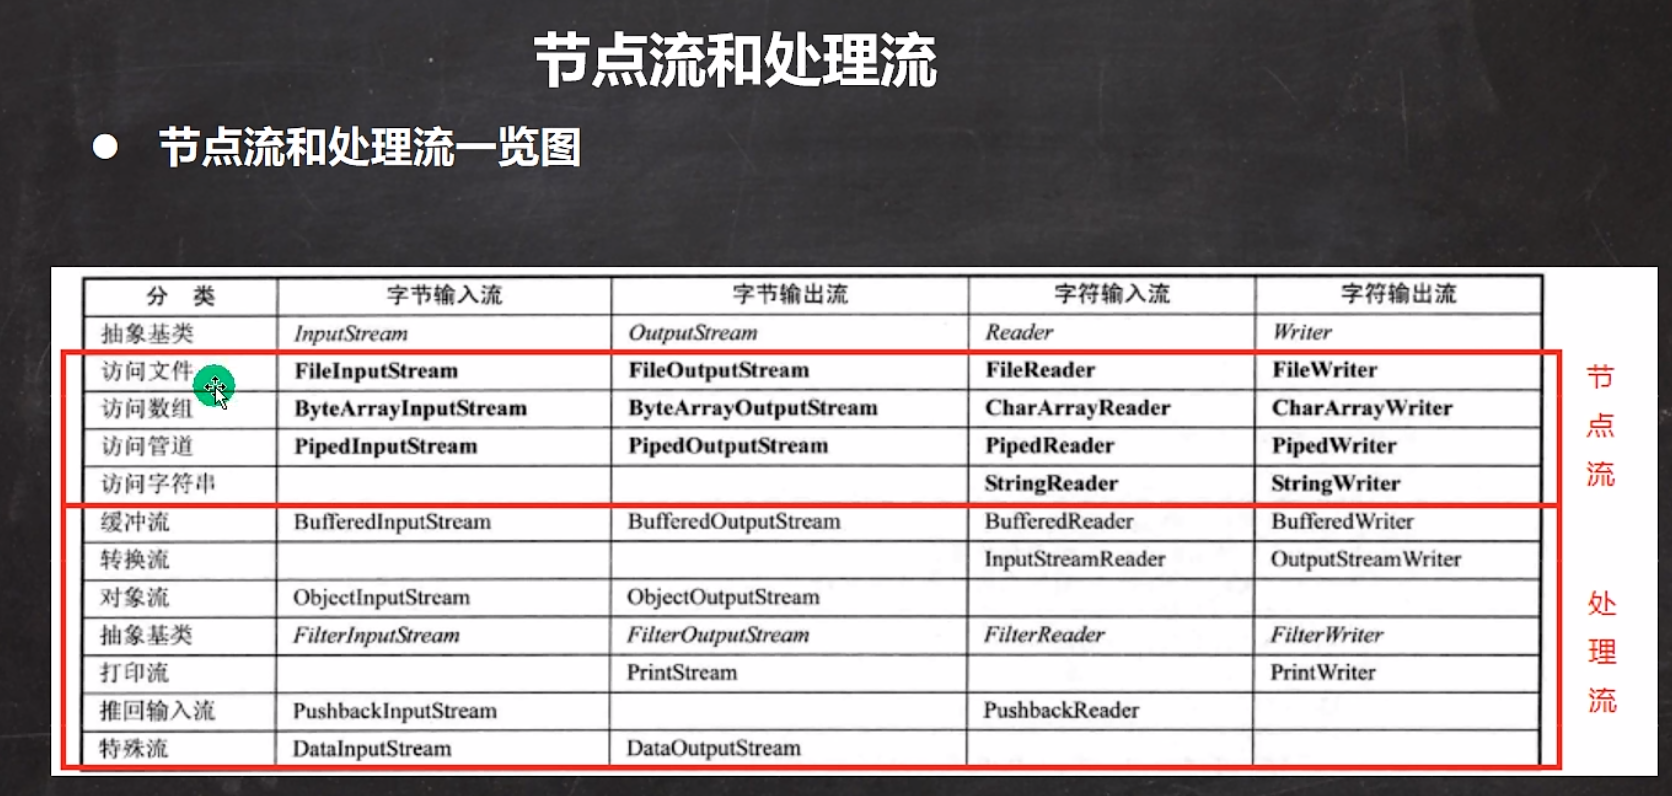 节点流和处理流
● 节点流和处理流一览图
分 类 字节输入流 字节输出流 字符输入流 字符输出流
抽象基类 InputStream OutputStream Reader Writer
访问文件 FileInputStream FileOutputStream FileReader FileWriter
访问数组 ByteArrayInputStream ByteArrayOutputStream CharArrayReader CharArrayWriter
访问管道 PipedInputStream PipedOutputStream PipedReader PipedWriter
访问字符串 StringReader StringWriter
缓冲流 BufferedInputStream BufferedOutputStream BufferedReader BufferedWriter
转换流 InputStreamReader OutputStreamWriter
对象流 ObjectInputStream ObjectOutputStream
抽象基类 FilterInputStream FilterOutputStream FilterReader FilterWriter
打印流 PrintStream PrintWriter
推回输入流 PushbackInputStream PushbackReader
特殊流 DataInputStream DataOutputStream
节点流
处理流